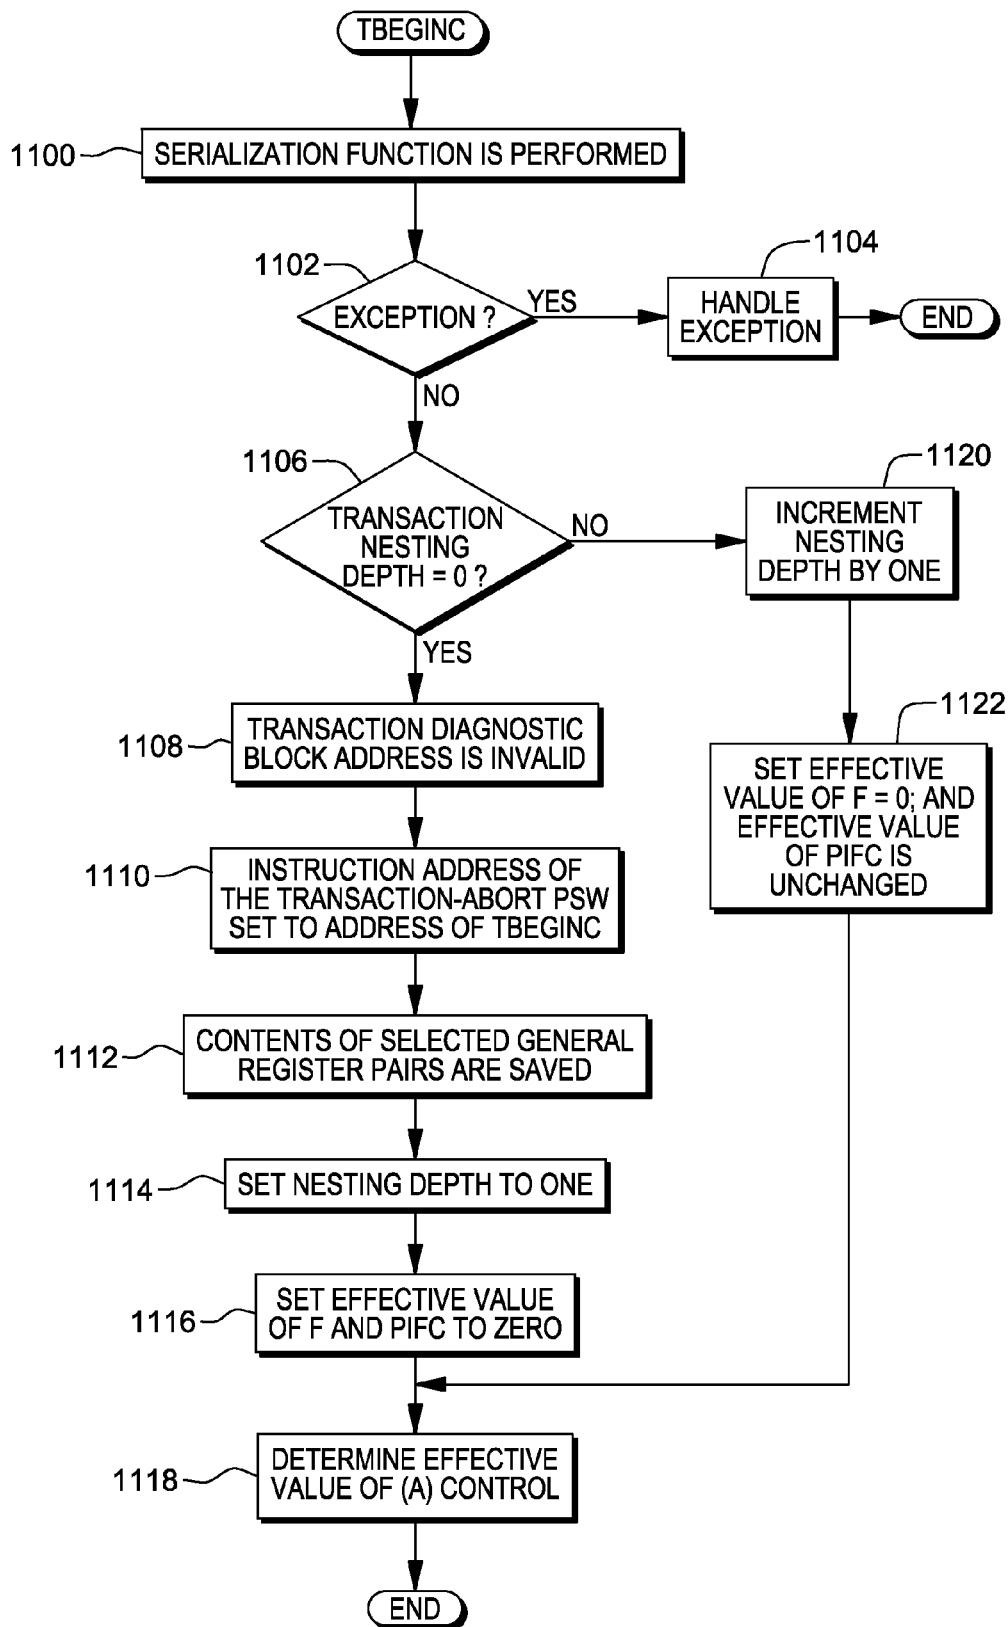 TBEGINC
1100
SERIALIZATION FUNCTION IS PERFORMED
1102
EXCEPTION ?
YES
1104
HANDLE
EXCEPTION
END
NO
1106
TRANSACTION
NESTING
DEPTH = 0 ?
NO
1120
INCREMENT
NESTING
DEPTH BY ONE
YES
1108
TRANSACTION DIAGNOSTIC
BLOCK ADDRESS IS INVALID
1122
SET EFFECTIVE
VALUE OF F = 0; AND
EFFECTIVE VALUE
OF PIFC IS
UNCHANGED
1110
INSTRUCTION ADDRESS OF
THE TRANSACTION-ABORT PSW
SET TO ADDRESS OF TBEGINC
1112
CONTENTS OF SELECTED GENERAL
REGISTER PAIRS ARE SAVED
1114
SET NESTING DEPTH TO ONE
1116
SET EFFECTIVE VALUE
OF F AND PIFC TO ZERO
1118
DETERMINE EFFECTIVE
VALUE OF (A) CONTROL
END